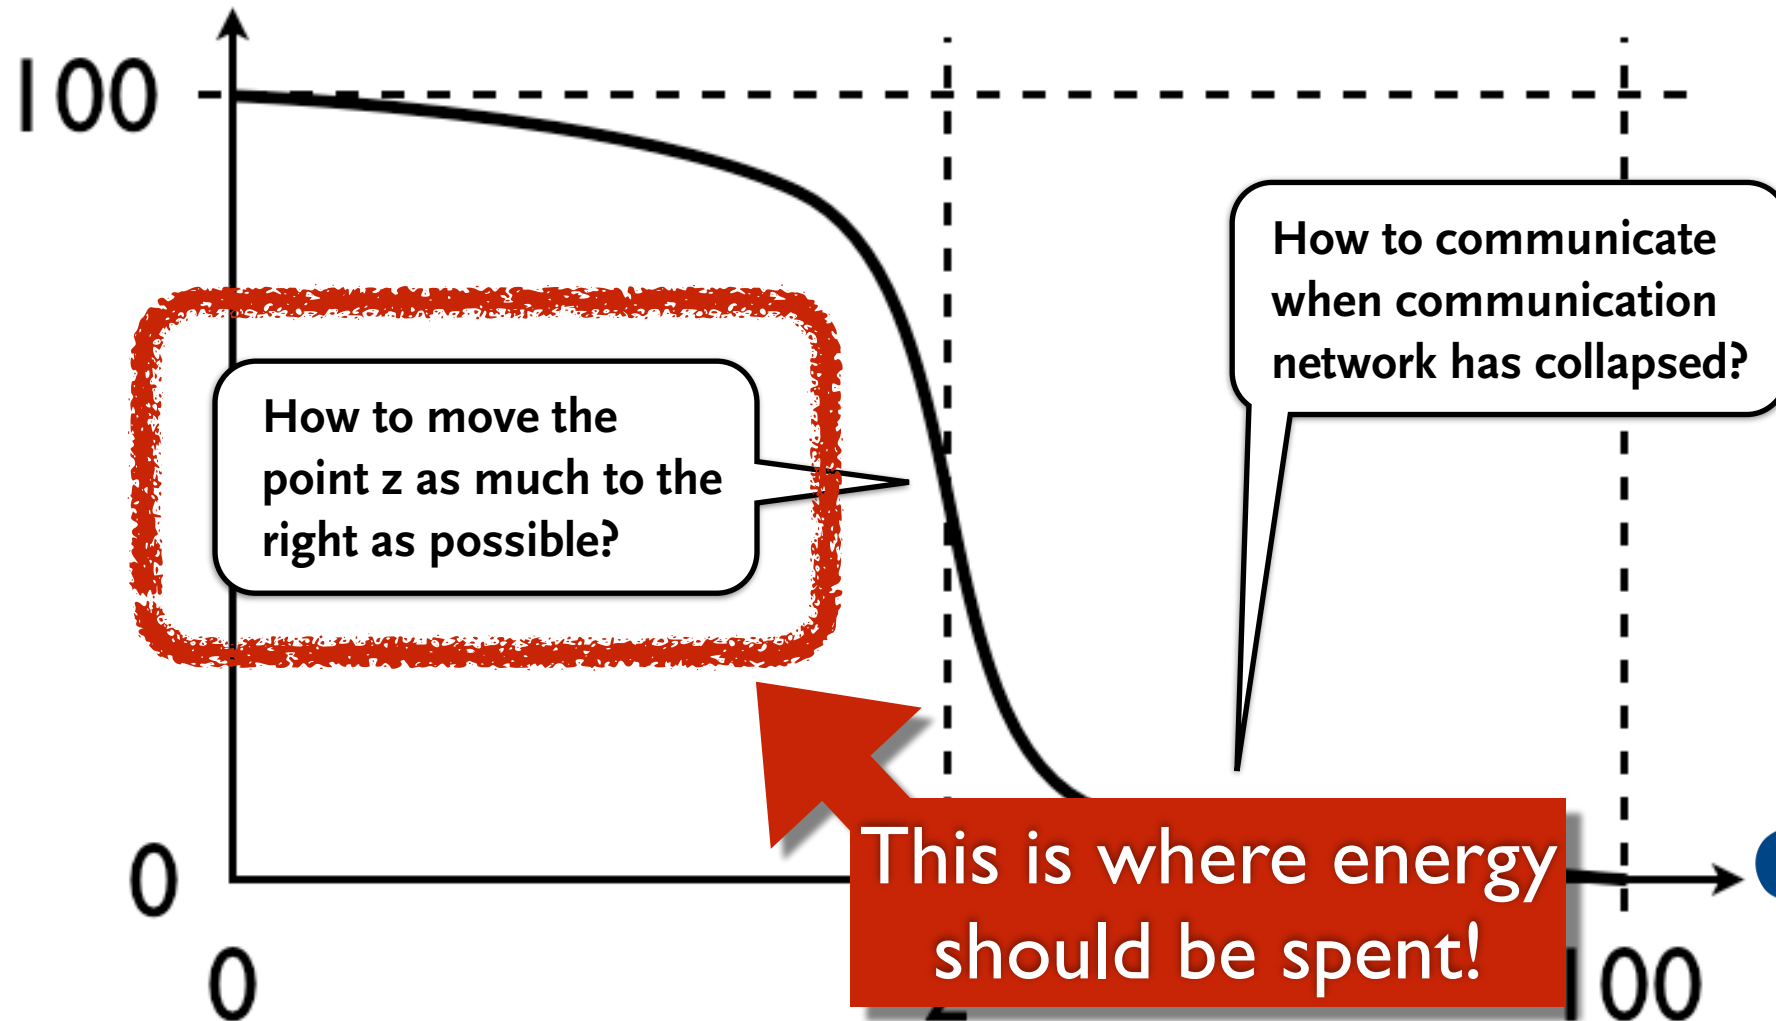 100
How to communicate
when communication
network has collapsed?
How to move the
point z as much to the
right as possible?
This is where energy
should be spent!
0
0
100